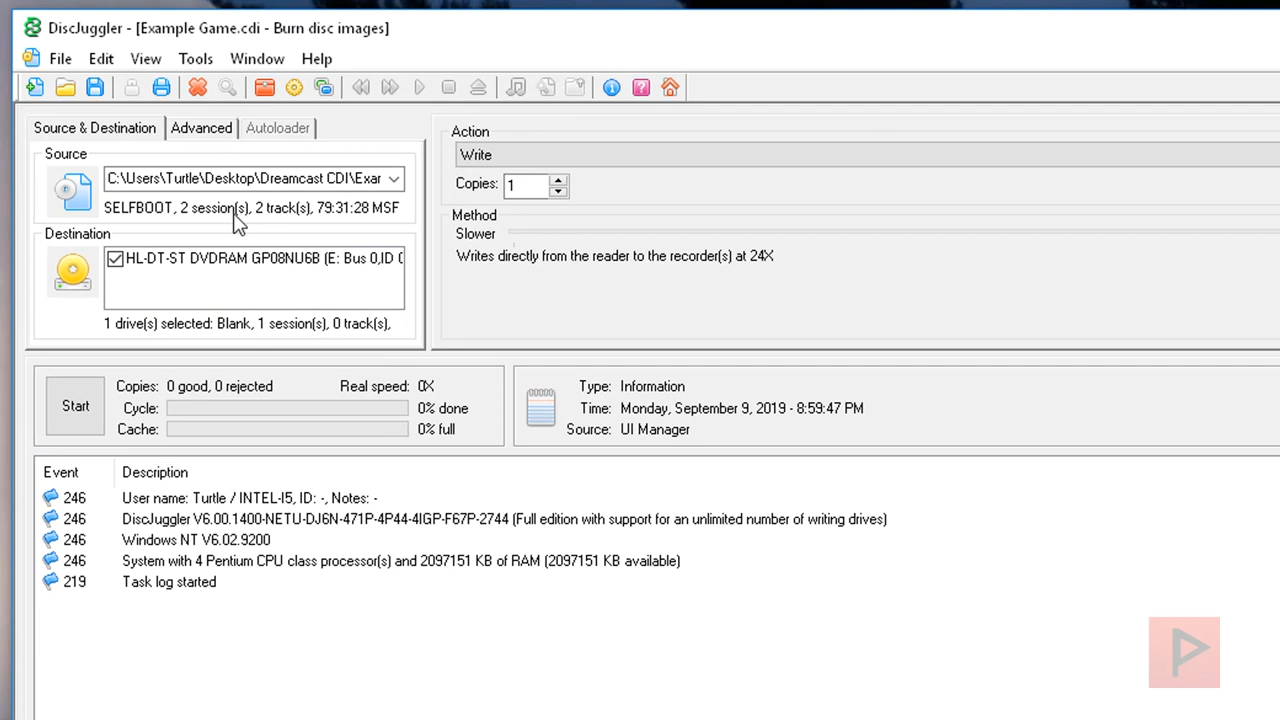 DiscJuggler - [Example Game.cdi - Burn disc images]
File Edit View Tools Window Help
Source & Destination Advanced Autoloader
Source
C:\Users\Turtle\Desktop\Dreamcast CDI\Exar
SELFBOOT, 2 session(s), 2 track(s), 79:31:28 MSF
Destination
HL-DT-ST DVDRAM GP08NU6B (E: Bus 0,ID 0
1 drive(s) selected: Blank, 1 session(s), 0 track(s),
Action
Write
Copies: 1
Method
Slower
Writes directly from the reader to the recorder(s) at 24X
Start
Copies: 0 good, 0 rejected Real speed: 0X
Cycle: 0% done
Cache: 0% full
Type: Information
Time: Monday, September 9, 2019 - 8:59:47 PM
Source: UI Manager
Event Description
246 User name: Turtle / INTEL-I5, ID: -, Notes: -
246 DiscJuggler V6.00.1400-NETU-DJ6N-471P-4P44-4IGP-F67P-2744 (Full edition with support for an unlimited number of writing drives)
246 Windows NT V6.02.9200
246 System with 4 Pentium CPU class processor(s) and 2097151 KB of RAM (2097151 KB available)
219 Task log started